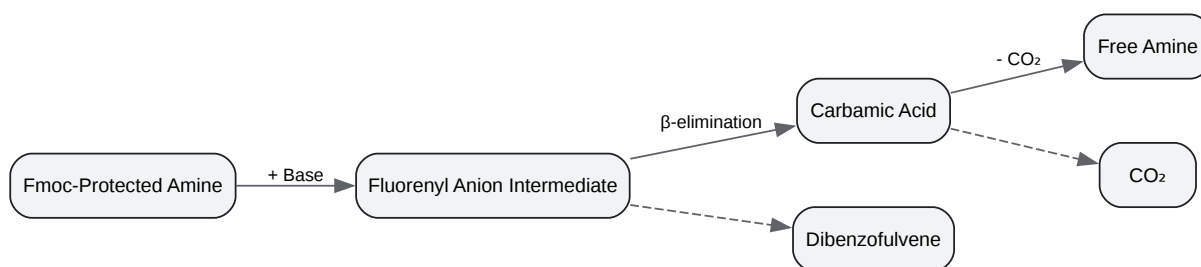 Fmoc-Protected Amine
+ Base
Fluorenyl Anion Intermediate
β-elimination
Carbamic Acid
- CO₂
Free Amine
CO₂
Dibenzofulvene